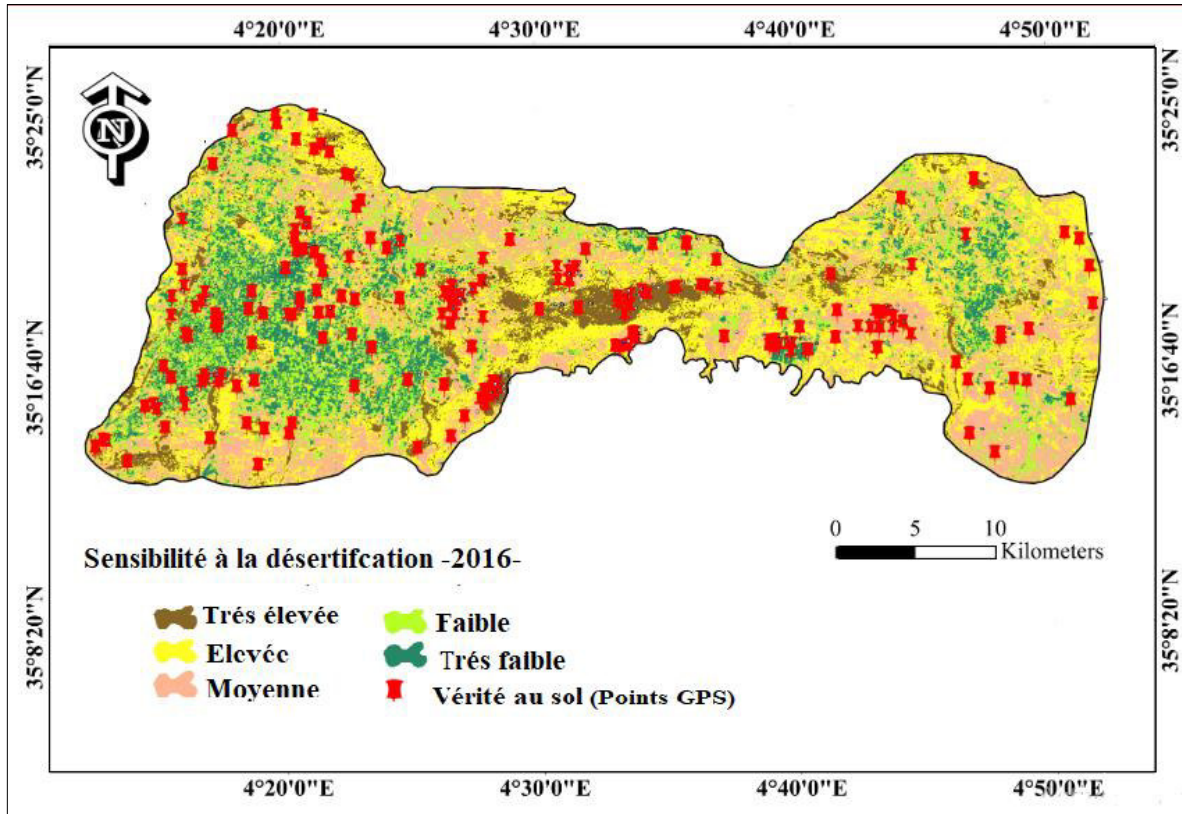 4°20'0"E 4°30'0"E 4°40'0"E 4°50'0"E
35°25'0"N
35°25'0"N
N
35°16'40"N
35°16'40"N
0 5 10
Kilometers
Sensibilité à la désertifcation -2016-
35°8'20"N
35°8'20"N
Trés élevée
Faible
Elevée
Trés faible
Moyenne
Vérité au sol (Points GPS)
4°20'0"E 4°30'0"E 4°40'0"E 4°50'0"E